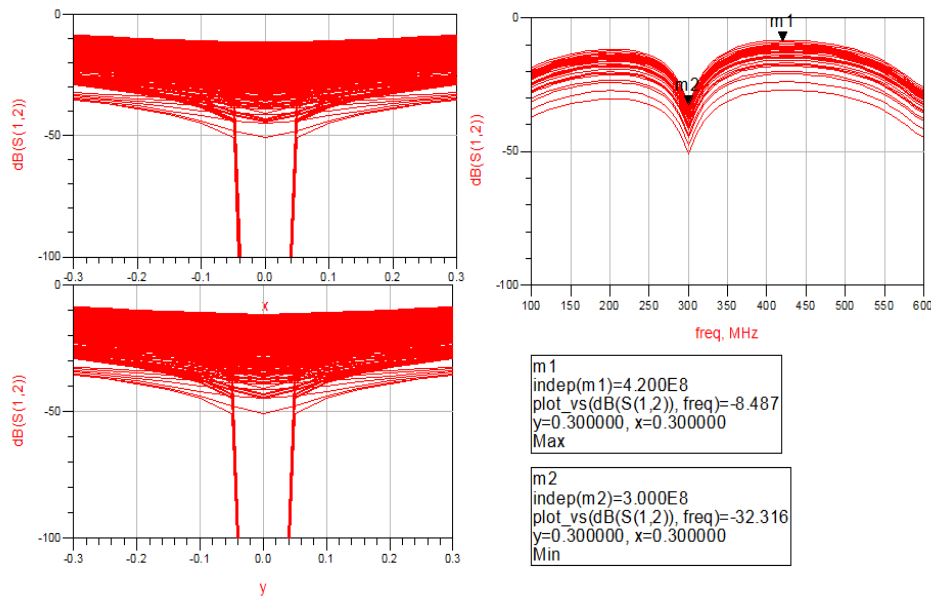 0
-50
-100
dB(S(1,2))
-0.3 -0.2 -0.1 0.0 0.1 0.2 0.3
x
0
-50
-100
dB(S(1,2))
-0.3 -0.2 -0.1 0.0 0.1 0.2 0.3
y
m1
m2
0
-50
-100
dB(S(1,2))
100 150 200 250 300 350 400 450 500 550 600
freq, MHz
m1
indep(m1)=4.200E8
plot_vs(dB(S(1,2)), freq)=-8.487
y=0.300000, x=0.300000
Max
m2
indep(m2)=3.000E8
plot_vs(dB(S(1,2)), freq)=-32.316
y=0.300000, x=0.300000
Min